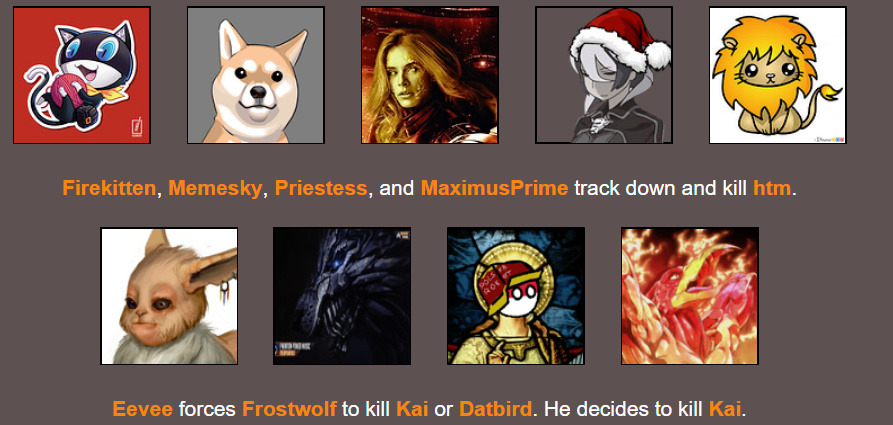 Firekitten, Memesky, Priestess, and MaximusPrime track down and kill htm.
Eevee forces Frostwolf to kill Kai or Datbird. He decides to kill Kai.